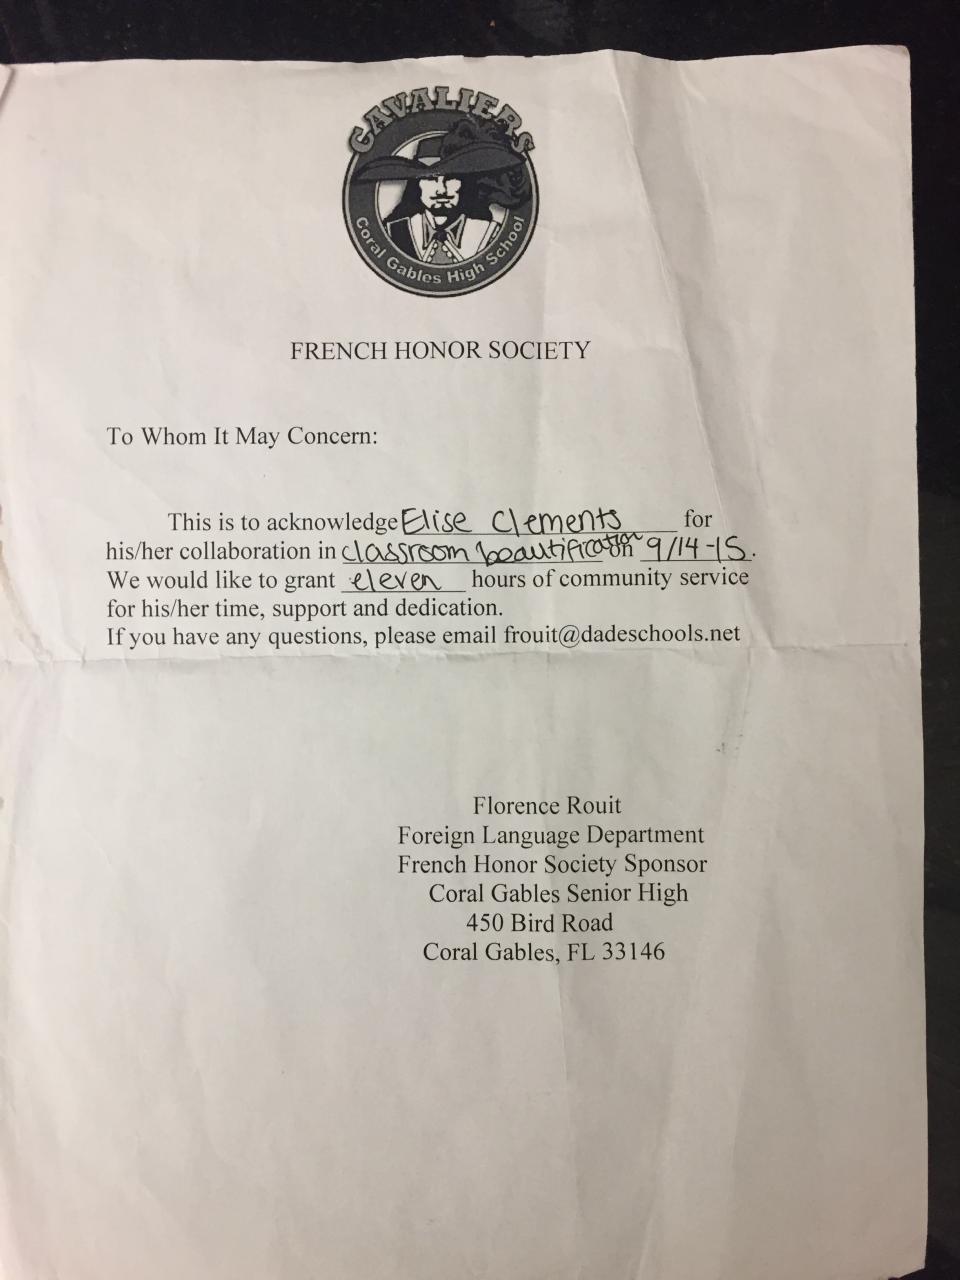 CAVALIERS
Coral Gables High School
FRENCH HONOR SOCIETY
To Whom It May Concern:
This is to acknowledge Elise Clements for
his/her collaboration in classroom beautification 9/14-15.
We would like to grant eleven hours of community service
for his/her time, support and dedication.
If you have any questions, please email frouit@dadeschools.net
Florence Rouit
Foreign Language Department
French Honor Society Sponsor
Coral Gables Senior High
450 Bird Road
Coral Gables, FL 33146